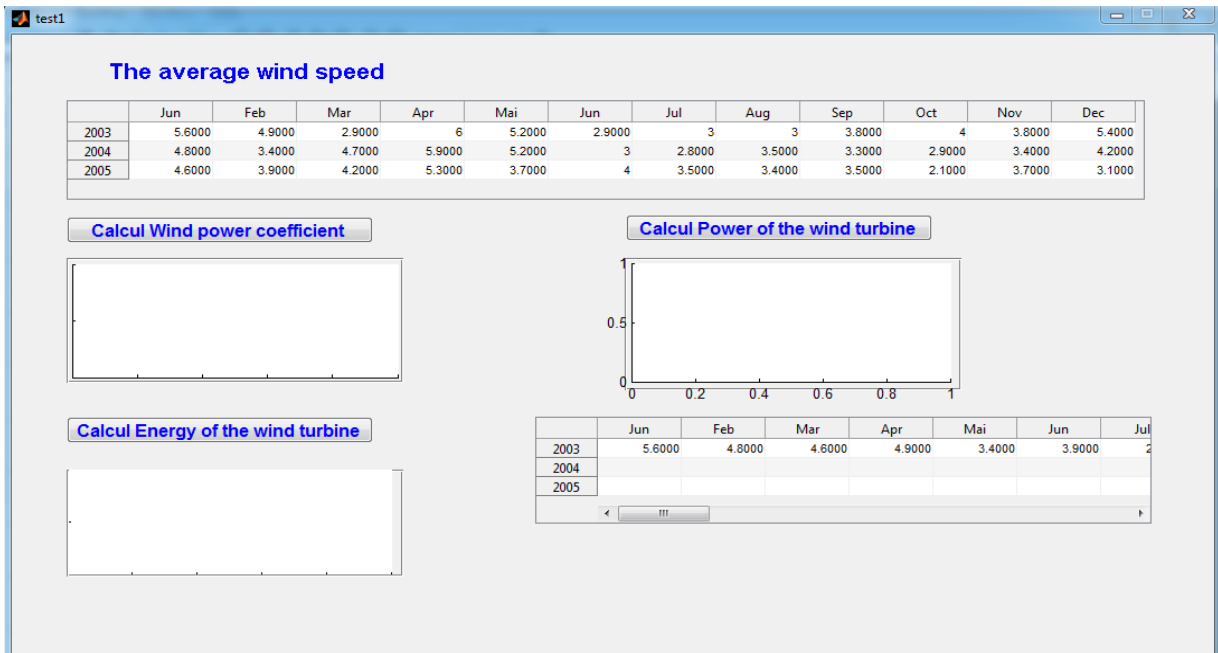 test1
The average wind speed
Jun Feb Mar Apr Mai Jun Jul Aug Sep Oct Nov Dec
2003 5.6000 4.9000 2.9000 6 5.2000 2.9000 3 3 3.8000 4 3.8000 5.4000
2004 4.8000 3.4000 4.7000 5.9000 5.2000 3 2.8000 3.5000 3.3000 2.9000 3.4000 4.2000
2005 4.6000 3.9000 4.2000 5.3000 3.7000 4 3.5000 3.4000 3.5000 2.1000 3.7000 3.1000
Calcul Wind power coefficient
Calcul Power of the wind turbine
1
0.5
0
0 0.2 0.4 0.6 0.8 1
Calcul Energy of the wind turbine
Jun Feb Mar Apr Mai Jun Jul
2003 5.6000 4.8000 4.6000 4.9000 3.4000 3.9000 2
2004
2005